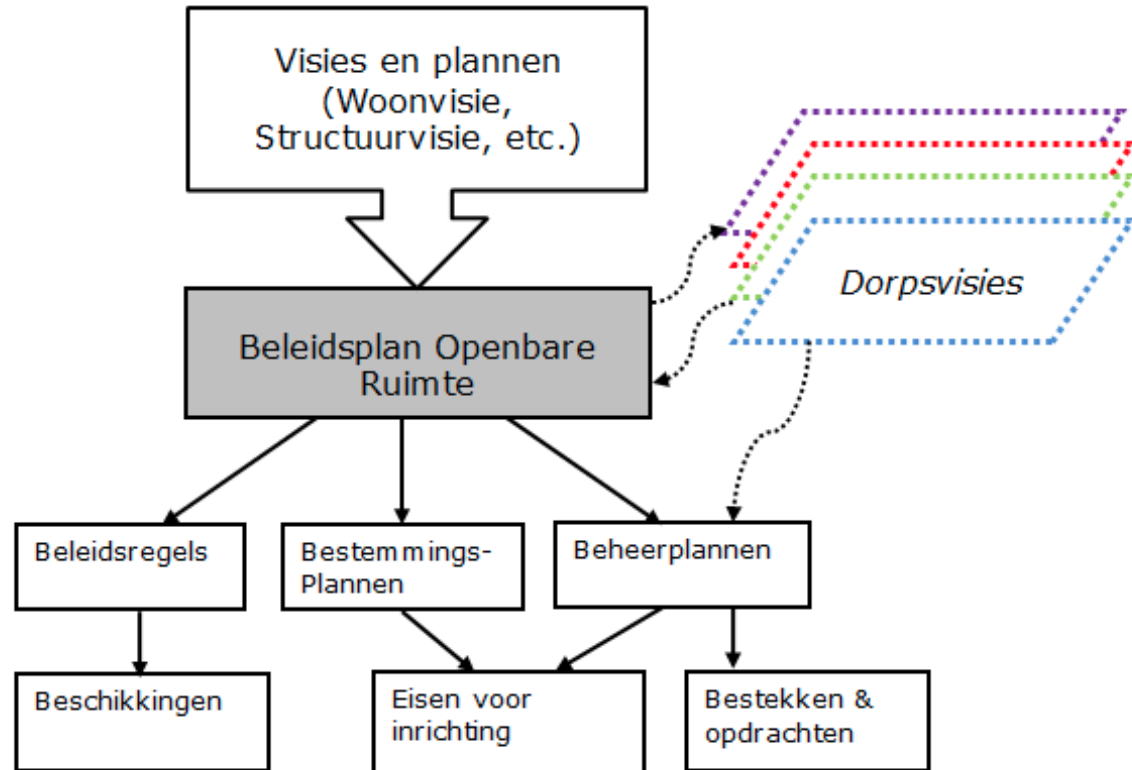 Visies en plannen
(Woonvisie,
Structuurvisie, etc.)
Dorpsvisies
Beleidsplan Openbare
Ruimte
Beleidsregels
Bestemmings-
Plannen
Beheerplannen
Beschikkingen
Eisen voor
inrichting
Bestekken &
opdrachten